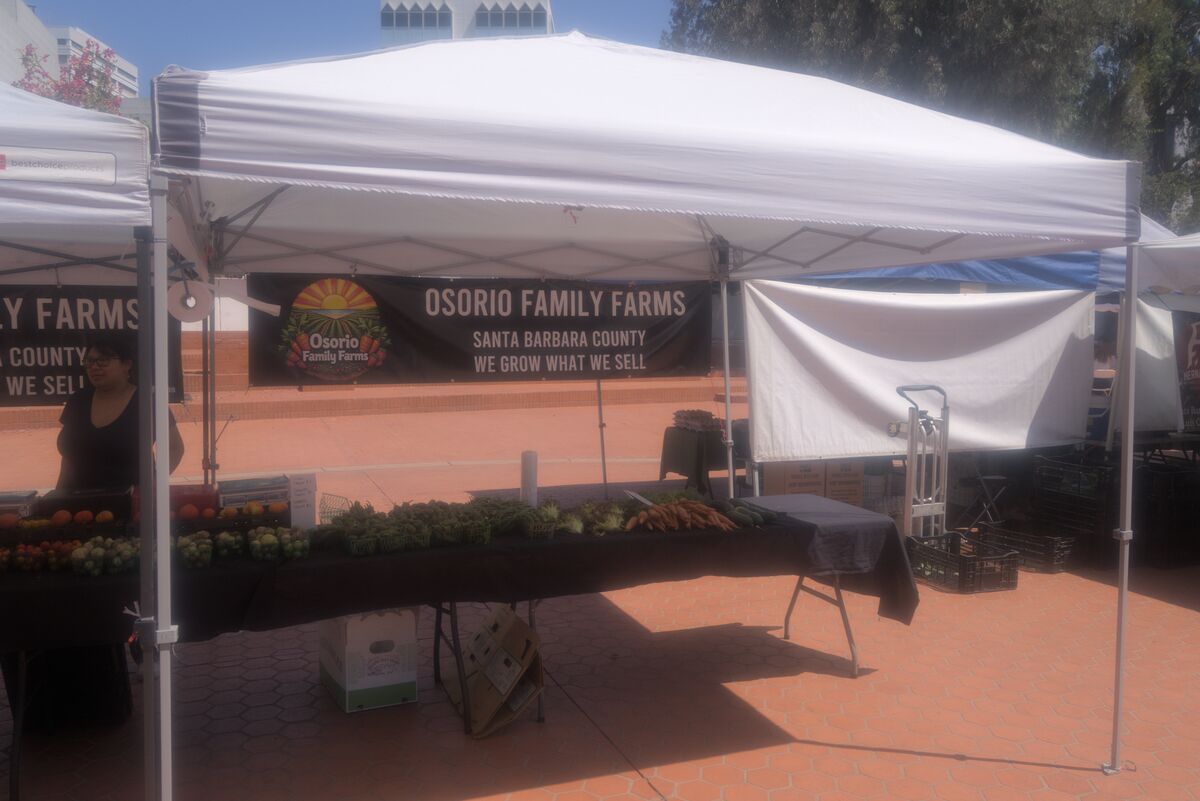 bestchoiceproducts
Y FARMS
COUNTY
WE SELL
Osorio
Family Farms
OSORIO FAMILY FARMS
SANTA BARBARA COUNTY
WE GROW WHAT WE SELL